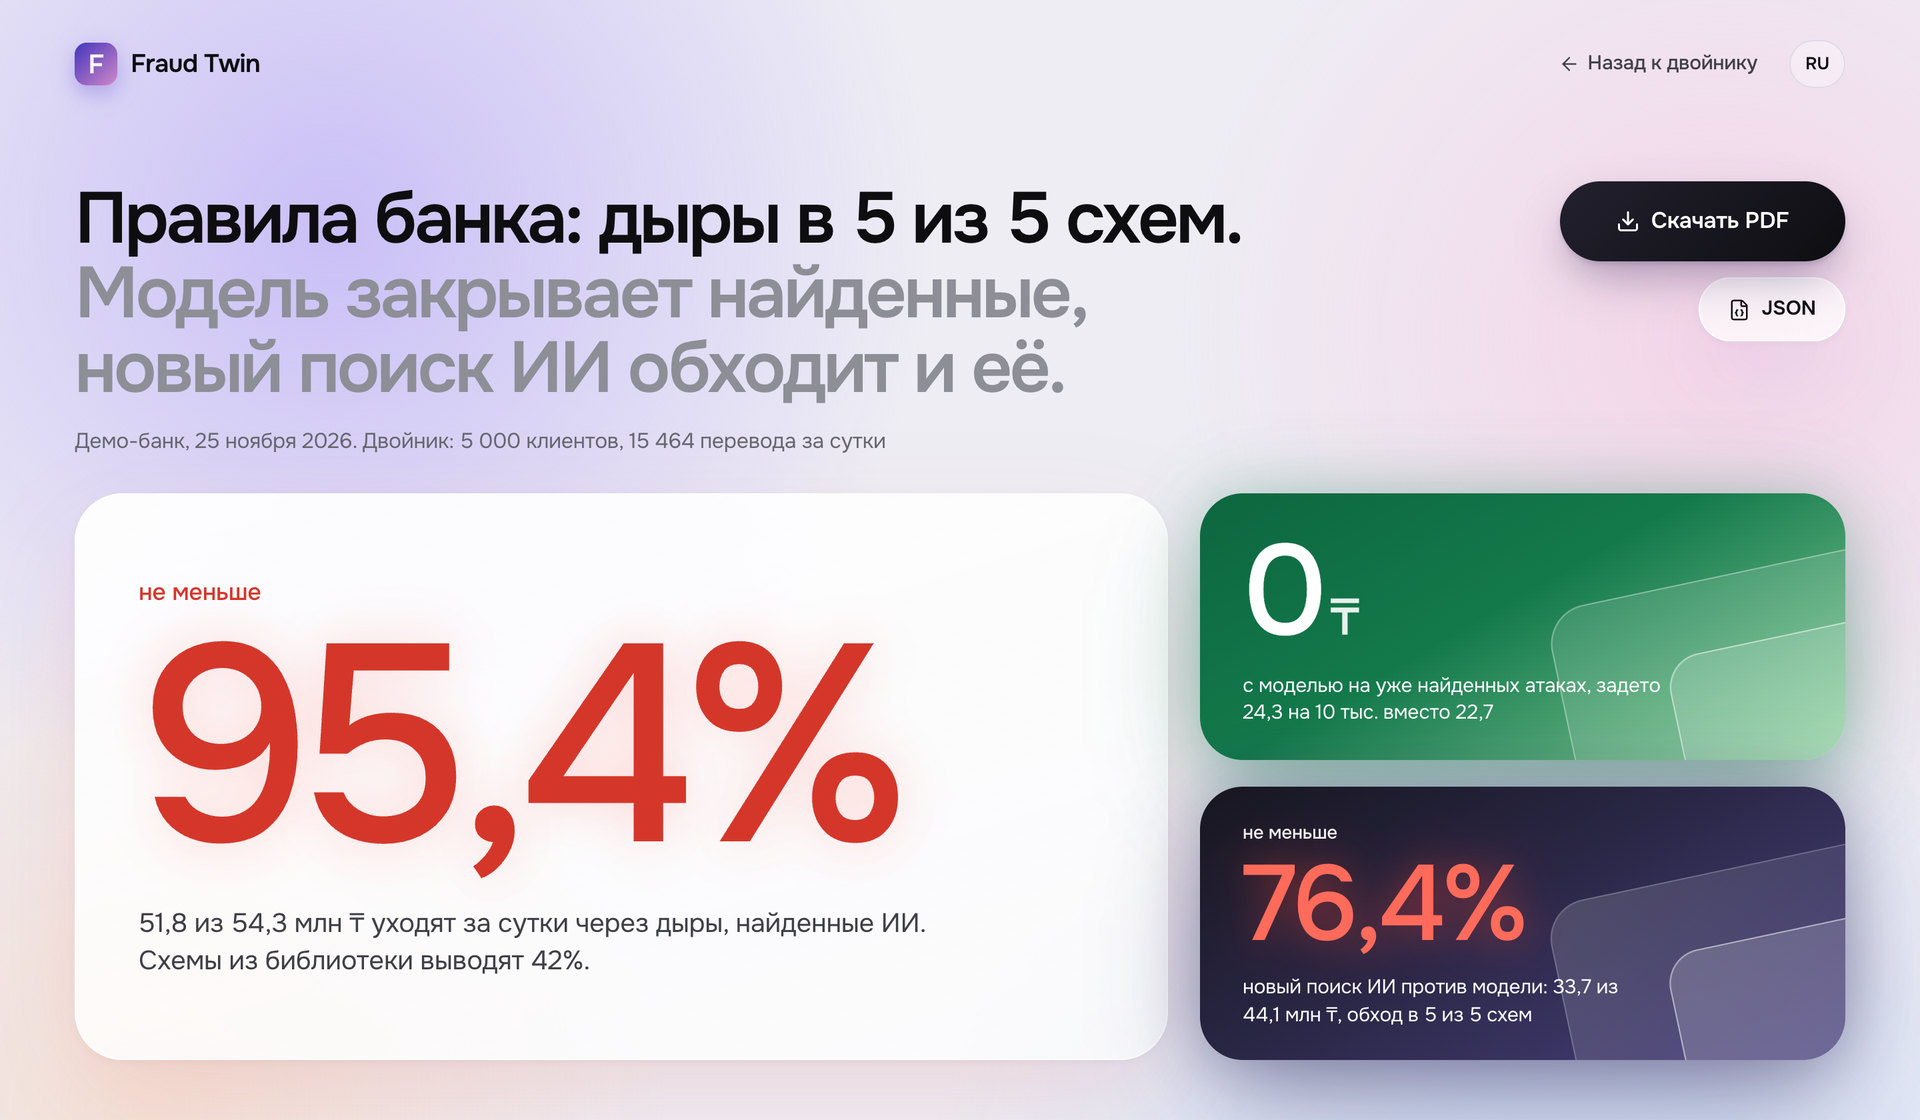 F
Fraud Twin
← Назад к двойнику
RU
Правила банка: дыры в 5 из 5 схем.
Модель закрывает найденные,
новый поиск ИИ обходит и её.
Скачать PDF
JSON
Демо-банк, 25 ноября 2026. Двойник: 5 000 клиентов, 15 464 перевода за сутки
не меньше
95,4%
51,8 из 54,3 млн ₸ уходят за сутки через дыры, найденные ИИ.
Схемы из библиотеки выводят 42%.
0 ₸
с моделью на уже найденных атаках, задето
24,3 на 10 тыс. вместо 22,7
не меньше
76,4%
новый поиск ИИ против модели: 33,7 из
44,1 млн ₸, обход в 5 из 5 схем